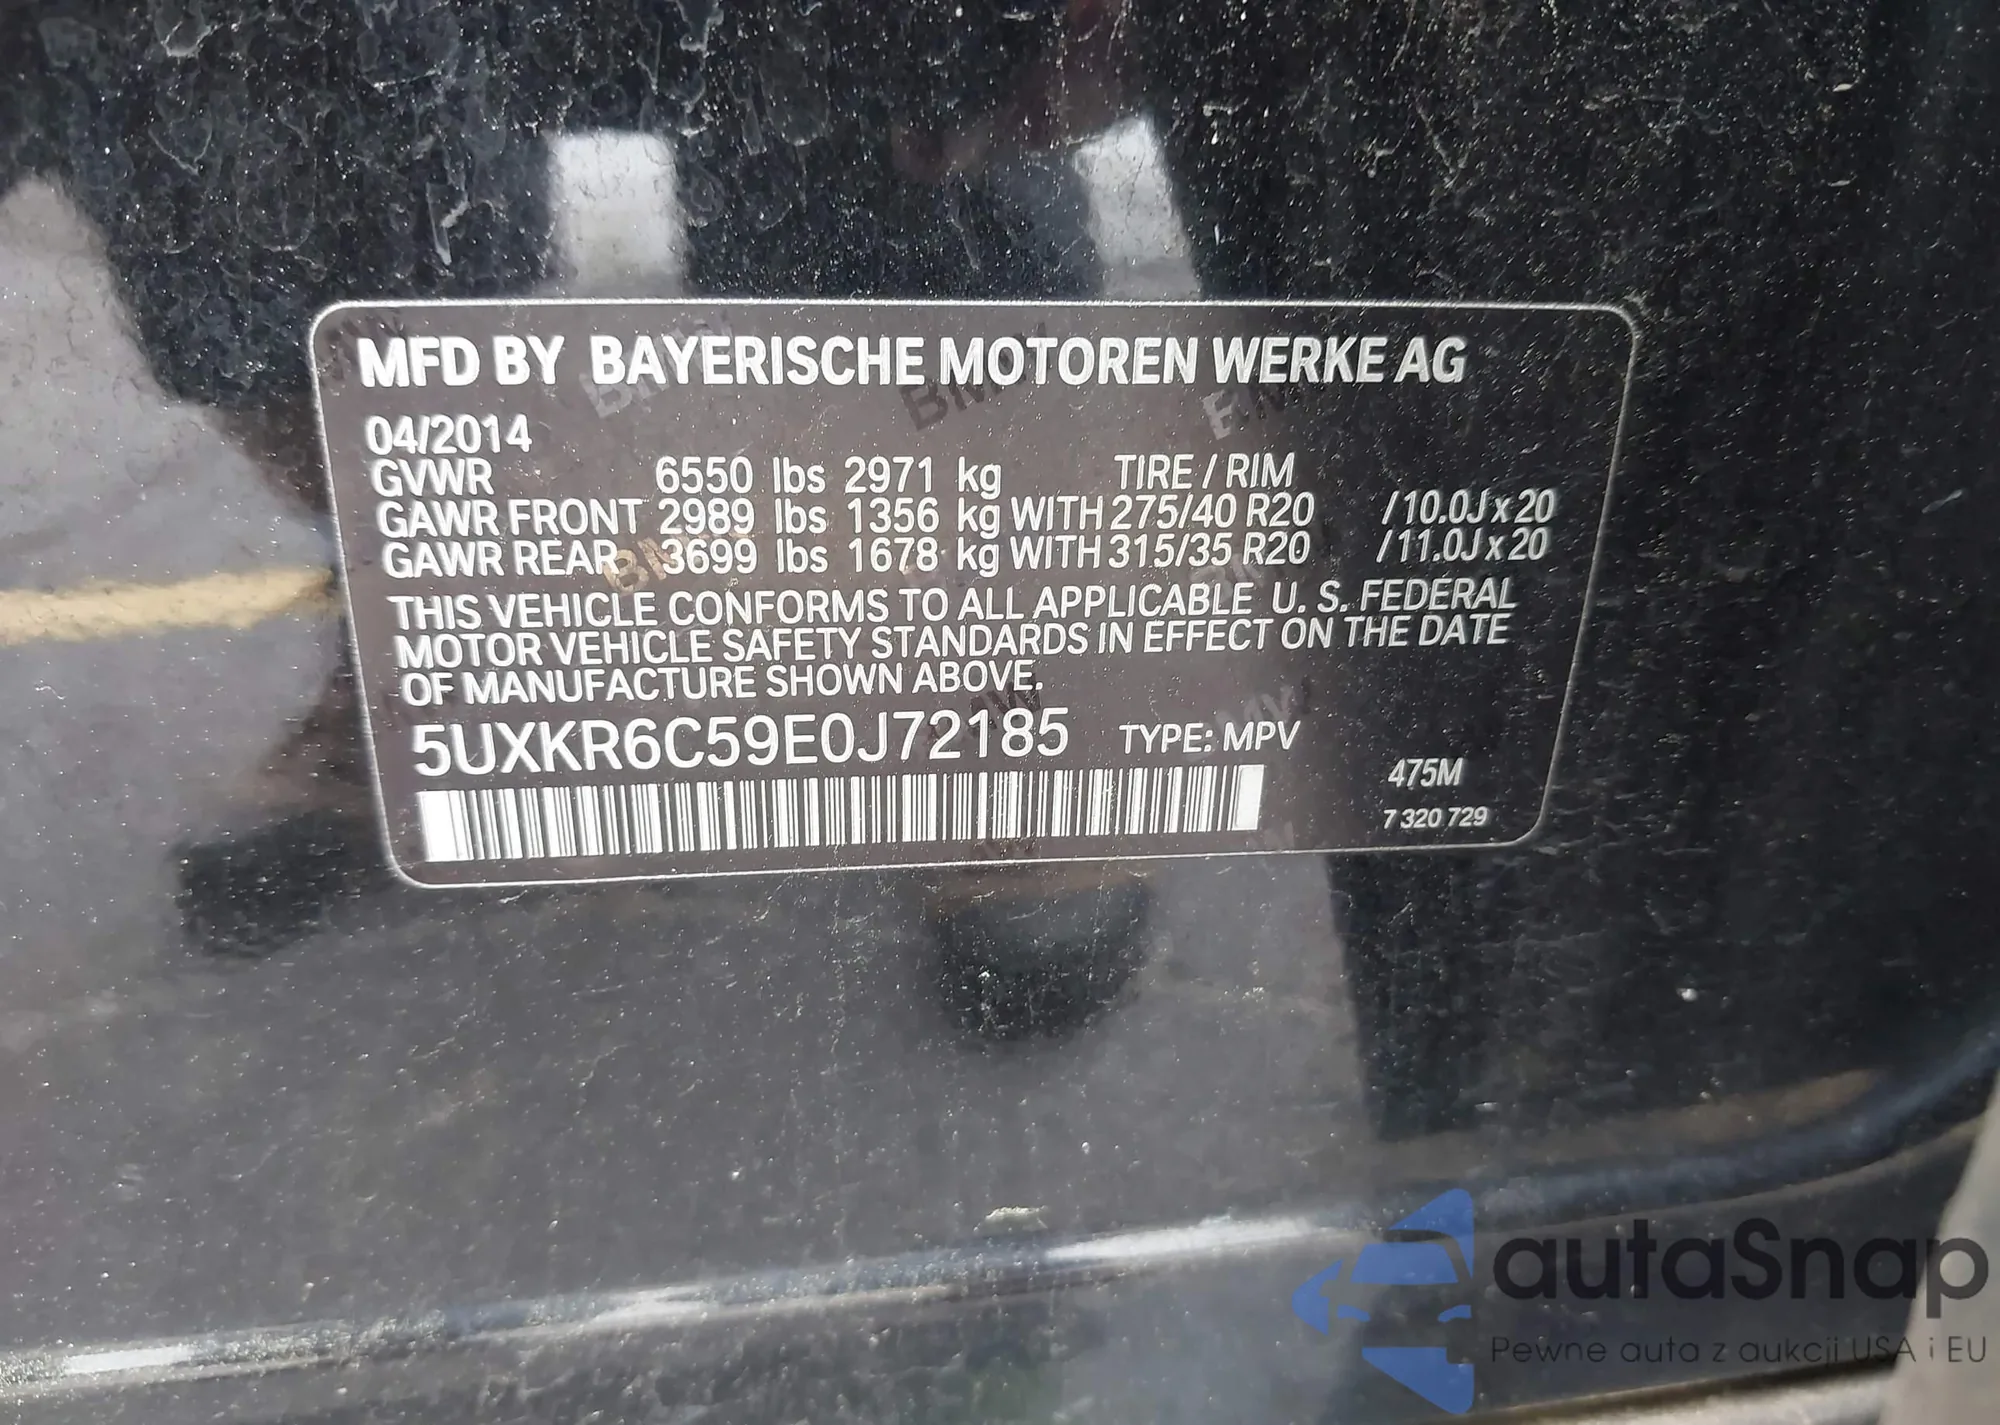 MFD BY BAYERISCHE MOTOREN WERKE AG
04/2014
GVWR 6550 lbs 2971 kg TIRE / RIM
GAWR FRONT 2989 lbs 1356 kg WITH 275/40 R20 /10.0J x 20
GAWR REAR 3699 lbs 1678 kg WITH 315/35 R20 /11.0J x 20
THIS VEHICLE CONFORMS TO ALL APPLICABLE U. S. FEDERAL
MOTOR VEHICLE SAFETY STANDARDS IN EFFECT ON THE DATE
OF MANUFACTURE SHOWN ABOVE.
5UXKR6C59E0J72185 TYPE: MPV
475M
7 320 729
autaSnap
Pewne auta z aukcji USA i EU